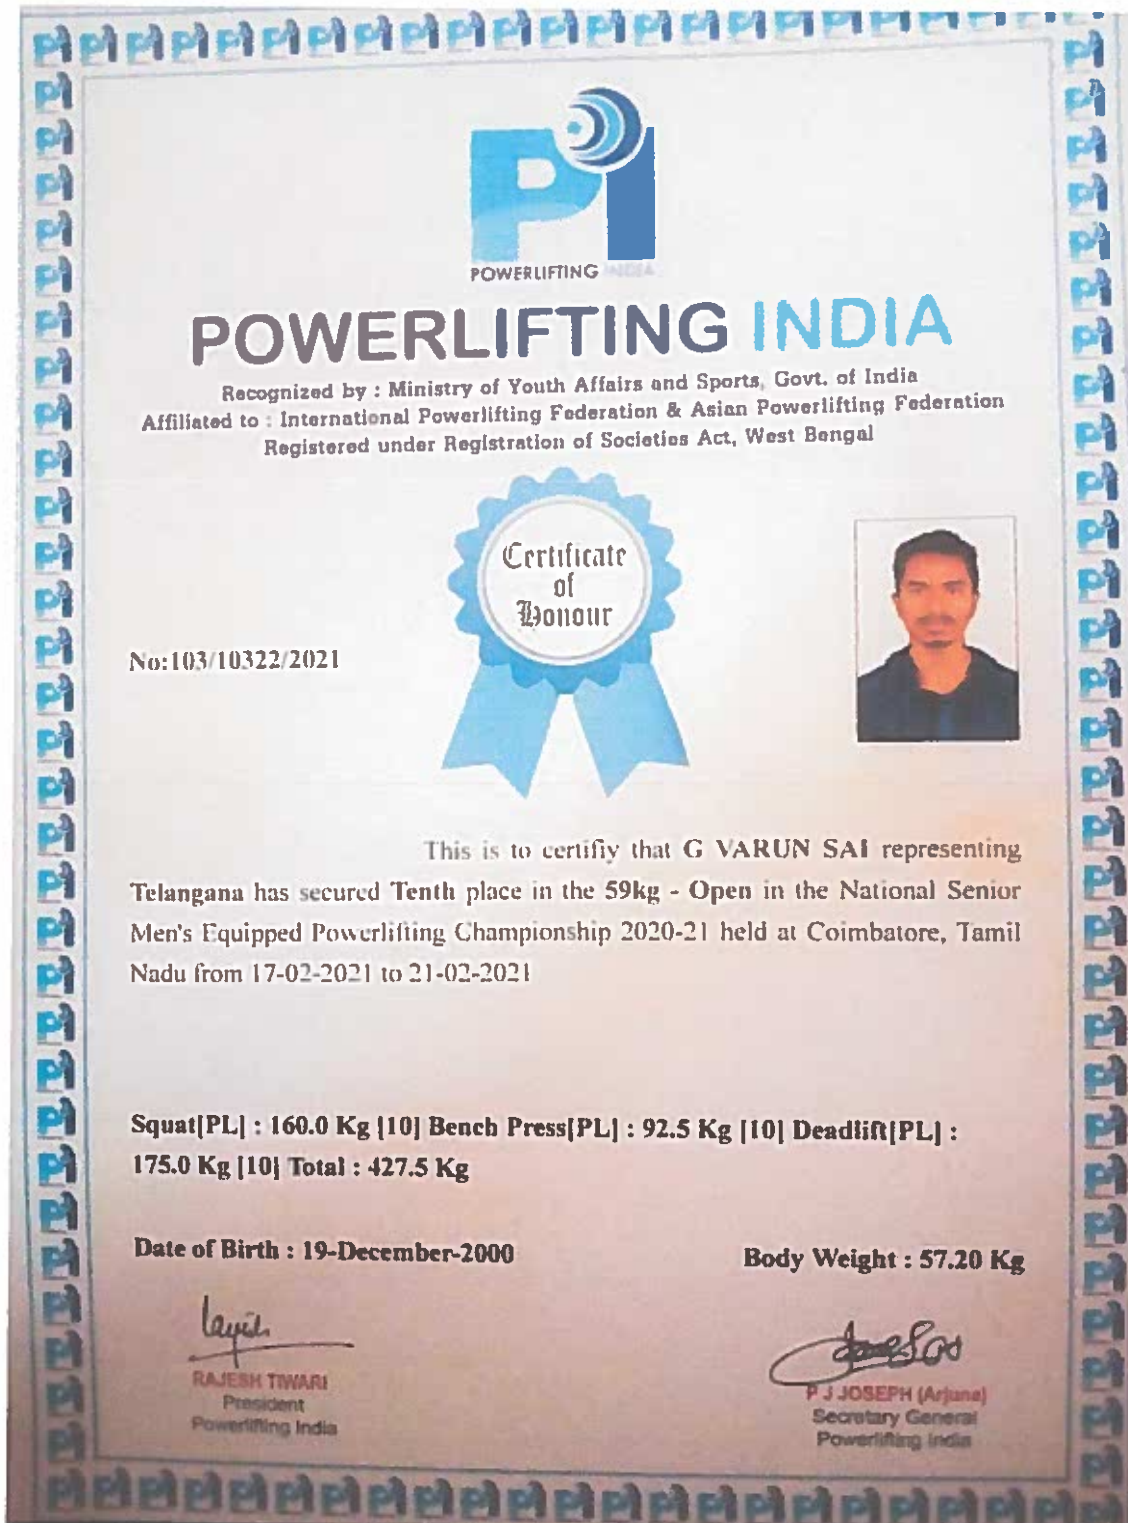 POWERLIFTING INDIA
POWERLIFTING INDIA
Recognized by : Ministry of Youth Affairs and Sports, Govt. of India
Affiliated to : International Powerlifting Federation & Asian Powerlifting Federation
Registered under Registration of Societies Act, West Bengal
Certificate
of
Honour
No:103/10322/2021
This is to certifiy that G VARUN SAI representing
Telangana has secured Tenth place in the 59kg - Open in the National Senior
Men's Equipped Powerlifting Championship 2020-21 held at Coimbatore, Tamil
Nadu from 17-02-2021 to 21-02-2021
Squat[PL] : 160.0 Kg [10] Bench Press[PL] : 92.5 Kg [10] Deadlift[PL] :
175.0 Kg [10] Total : 427.5 Kg
Date of Birth : 19-December-2000
Body Weight : 57.20 Kg
RAJESH TIWARI
President
Powerlifting India
P J JOSEPH (Arjuna)
Secretary General
Powerlifting India